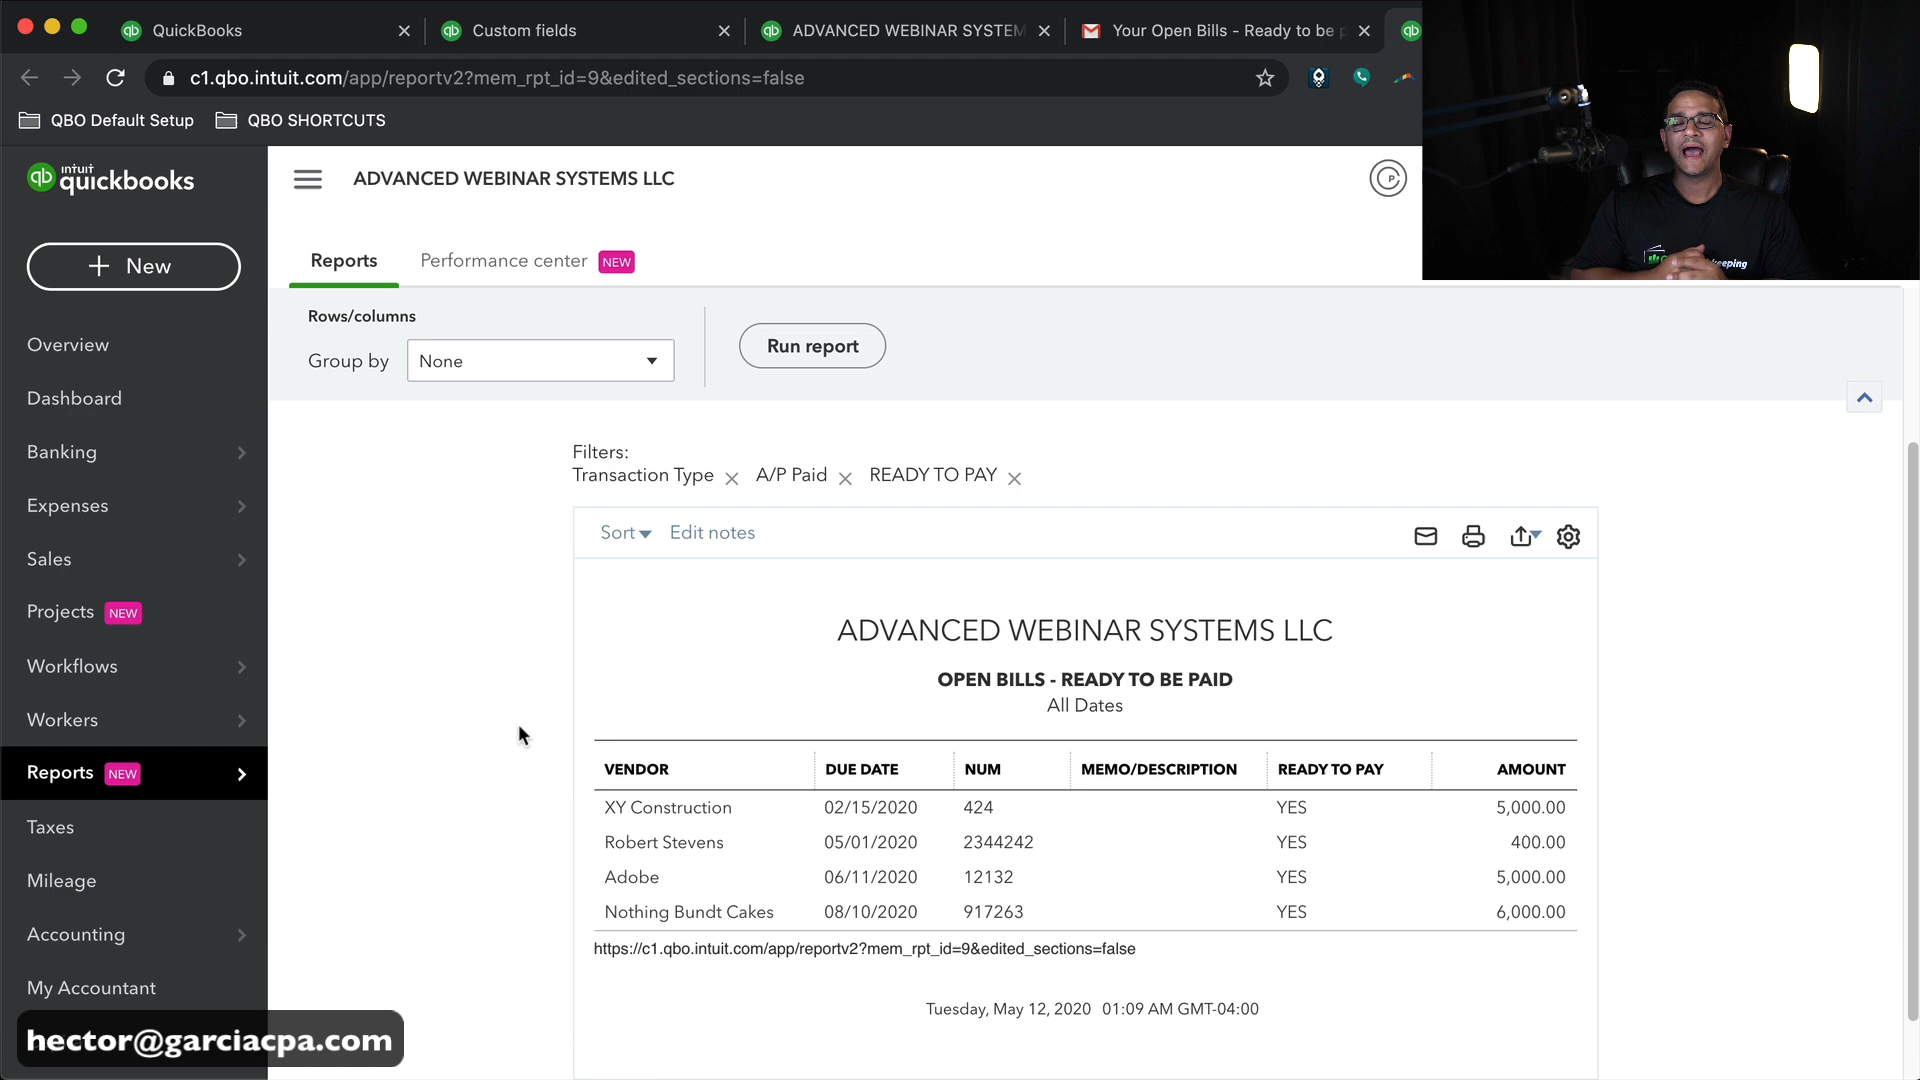 QuickBooks
Custom fields
ADVANCED WEBINAR SYSTEM
Your Open Bills - Ready to be p
c1.qbo.intuit.com/app/reportv2?mem_rpt_id=9&edited_sections=false
QBO Default Setup
QBO SHORTCUTS
qb intuit quickbooks
ADVANCED WEBINAR SYSTEMS LLC
+ New
Reports
Performance center NEW
Rows/columns
Group by
None
Run report
Overview
Dashboard
Banking
Expenses
Sales
Projects NEW
Workflows
Workers
Reports NEW
Taxes
Mileage
Accounting
My Accountant
Filters:
Transaction Type A/P Paid READY TO PAY
Sort Edit notes
ADVANCED WEBINAR SYSTEMS LLC
OPEN BILLS - READY TO BE PAID
All Dates
VENDOR DUE DATE NUM MEMO/DESCRIPTION READY TO PAY AMOUNT
XY Construction 02/15/2020 424 YES 5,000.00
Robert Stevens 05/01/2020 2344242 YES 400.00
Adobe 06/11/2020 12132 YES 5,000.00
Nothing Bundt Cakes 08/10/2020 917263 YES 6,000.00
https://c1.qbo.intuit.com/app/reportv2?mem_rpt_id=9&edited_sections=false
Tuesday, May 12, 2020 01:09 AM GMT-04:00
hector@garciacpa.com